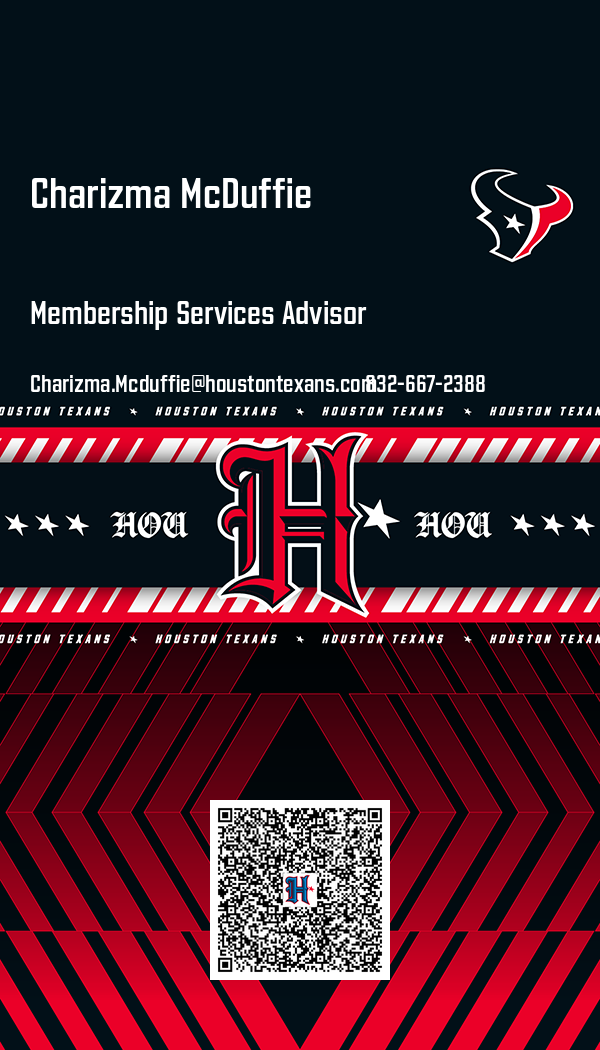 Charizma McDuffie
Membership Services Advisor
Charizma.Mcduffie@houstontexans.com 832-667-2388
OUSTON TEXANS ★ HOUSTON TEXANS ★ HOUSTON TEXANS ★ HOUSTON TEXAN
★ ★ ★ HOU H★ HOU ★ ★ ★
OUSTON TEXANS ★ HOUSTON TEXANS ★ HOUSTON TEXANS ★ HOUSTON TEXAN
H